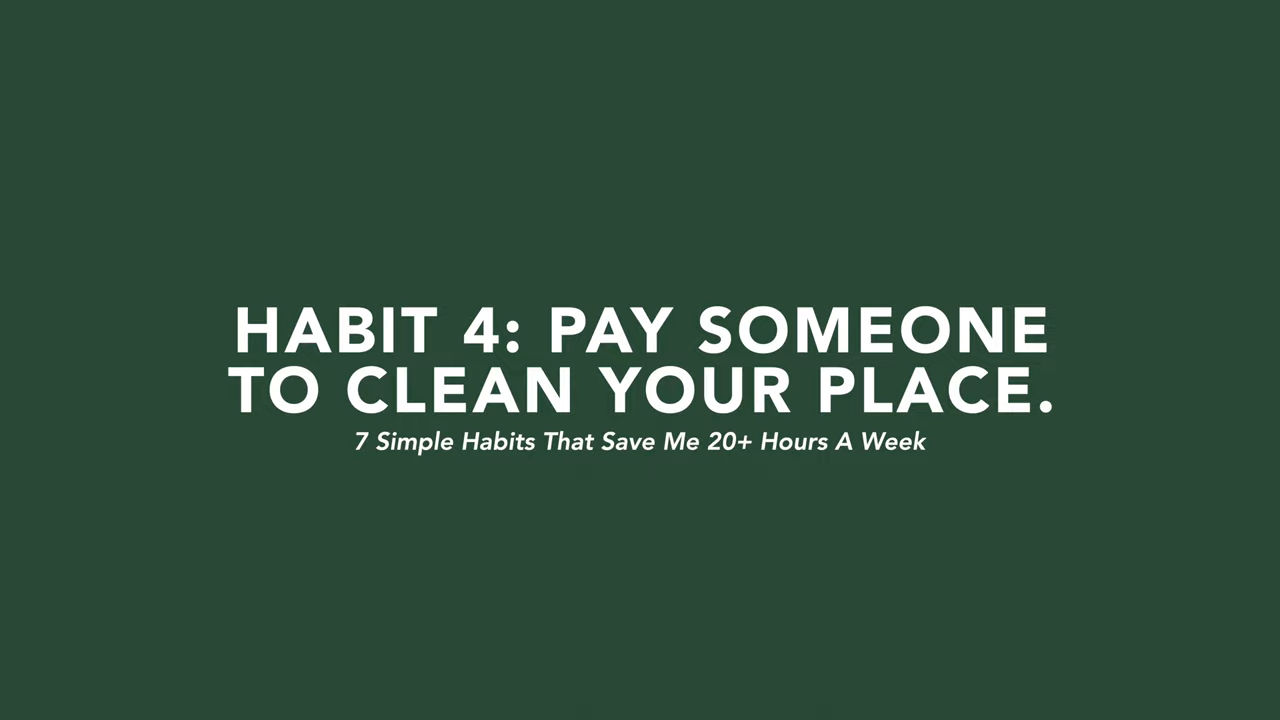 HABIT 4: PAY SOMEONE
TO CLEAN YOUR PLACE.
7 Simple Habits That Save Me 20+ Hours A Week